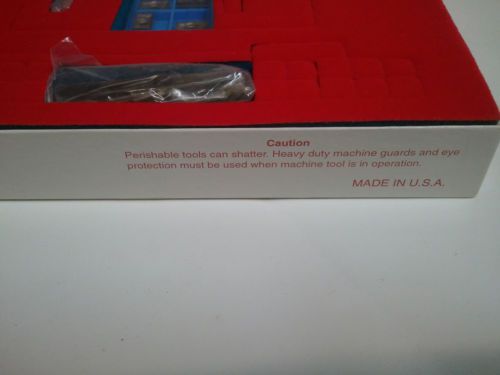 Caution
Perishable tools can shatter. Heavy duty machine guards and eye
protection must be used when machine tool is in operation.
MADE IN U.S.A.